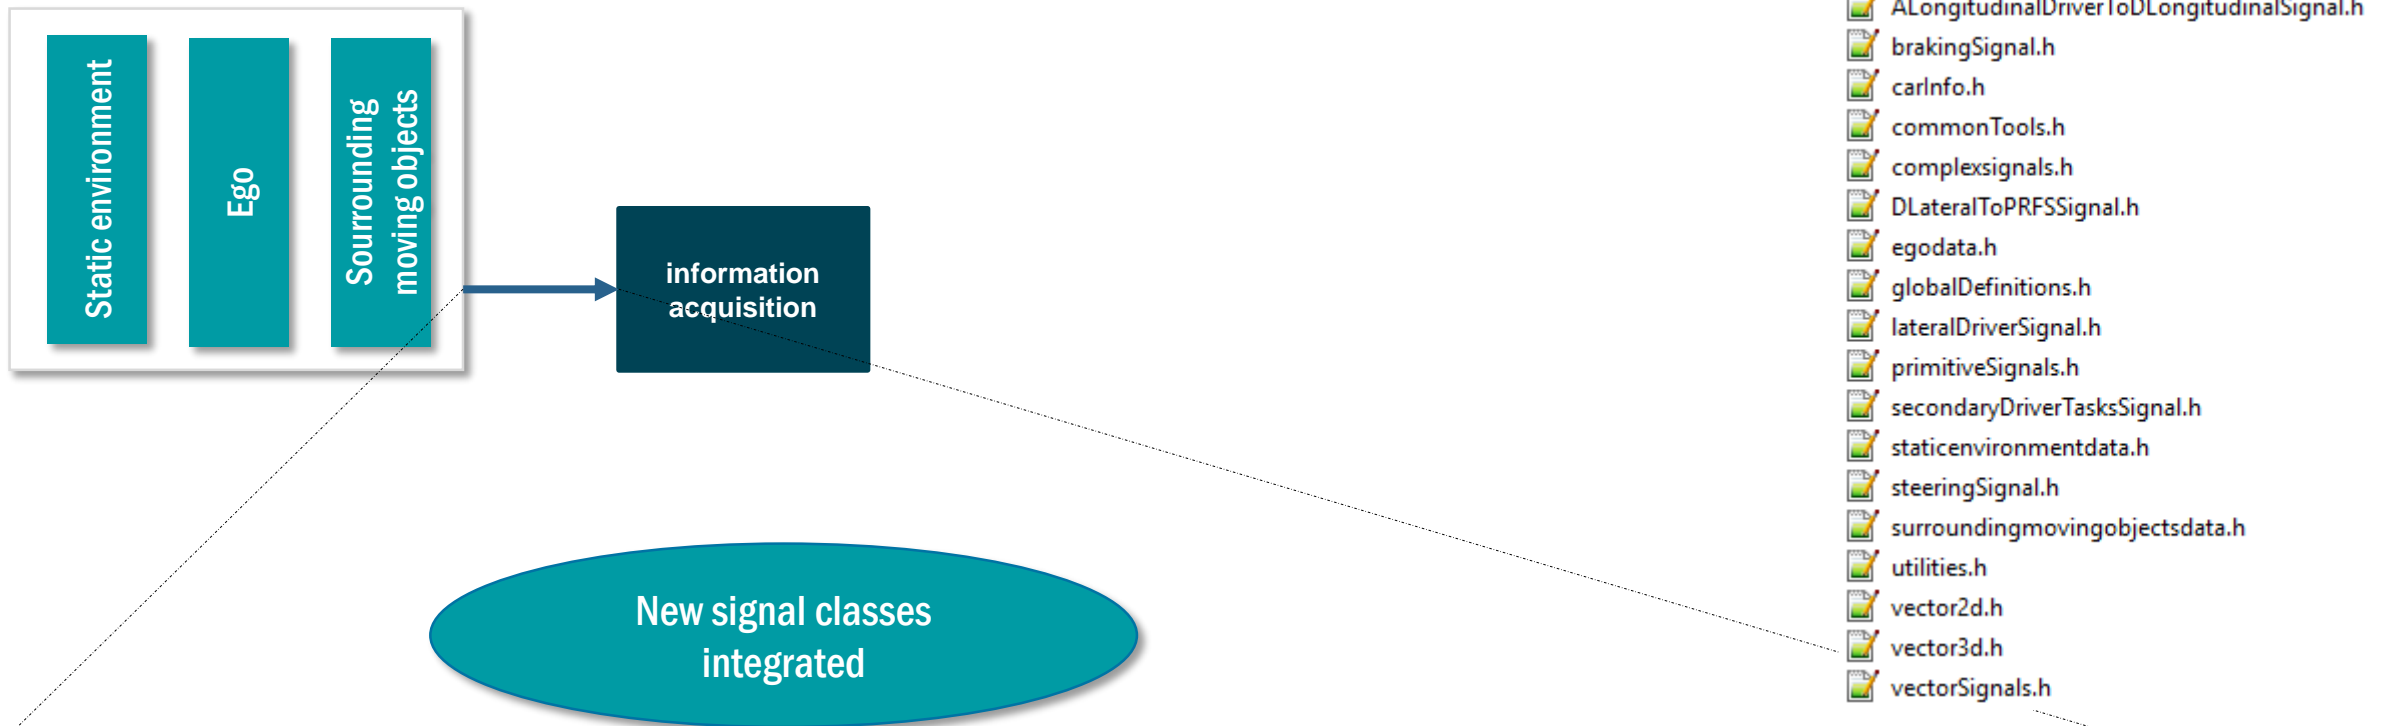 Static environment
Ego
Sourrounding
moving objects
information
acquisition
New signal classes
integrated
ALongitudinalDriverToDLongitudinalSignal.h
brakingSignal.h
carInfo.h
commonTools.h
complexsignals.h
DLateralToPRFSSignal.h
egodata.h
globalDefinitions.h
lateralDriverSignal.h
primitiveSignals.h
secondaryDriverTasksSignal.h
staticenvironmentdata.h
steeringSignal.h
surroundingmovingobjectsdata.h
utilities.h
vector2d.h
vector3d.h
vectorSignals.h